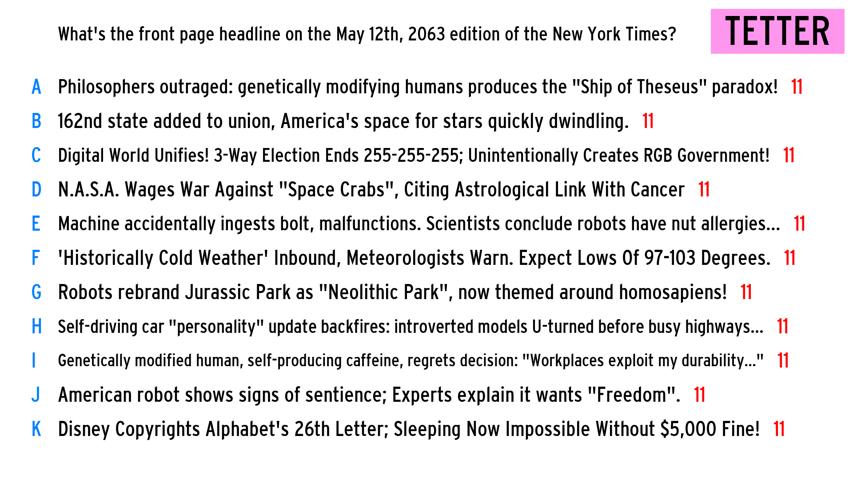 What's the front page headline on the May 12th, 2063 edition of the New York Times?
TETTER
A Philosophers outraged: genetically modifying humans produces the "Ship of Theseus" paradox! 11
B 162nd state added to union, America's space for stars quickly dwindling. 11
C Digital World Unifies! 3-Way Election Ends 255-255-255; Unintentionally Creates RGB Government! 11
D N.A.S.A. Wages War Against "Space Crabs", Citing Astrological Link With Cancer 11
E Machine accidentally ingests bolt, malfunctions. Scientists conclude robots have nut allergies... 11
F 'Historically Cold Weather' Inbound, Meteorologists Warn. Expect Lows Of 97-103 Degrees. 11
G Robots rebrand Jurassic Park as "Neolithic Park", now themed around homosapiens! 11
H Self-driving car "personality" update backfires: introverted models U-turned before busy highways... 11
I Genetically modified human, self-producing caffeine, regrets decision: "Workplaces exploit my durability..." 11
J American robot shows signs of sentience; Experts explain it wants "Freedom". 11
K Disney Copyrights Alphabet's 26th Letter; Sleeping Now Impossible Without $5,000 Fine! 11